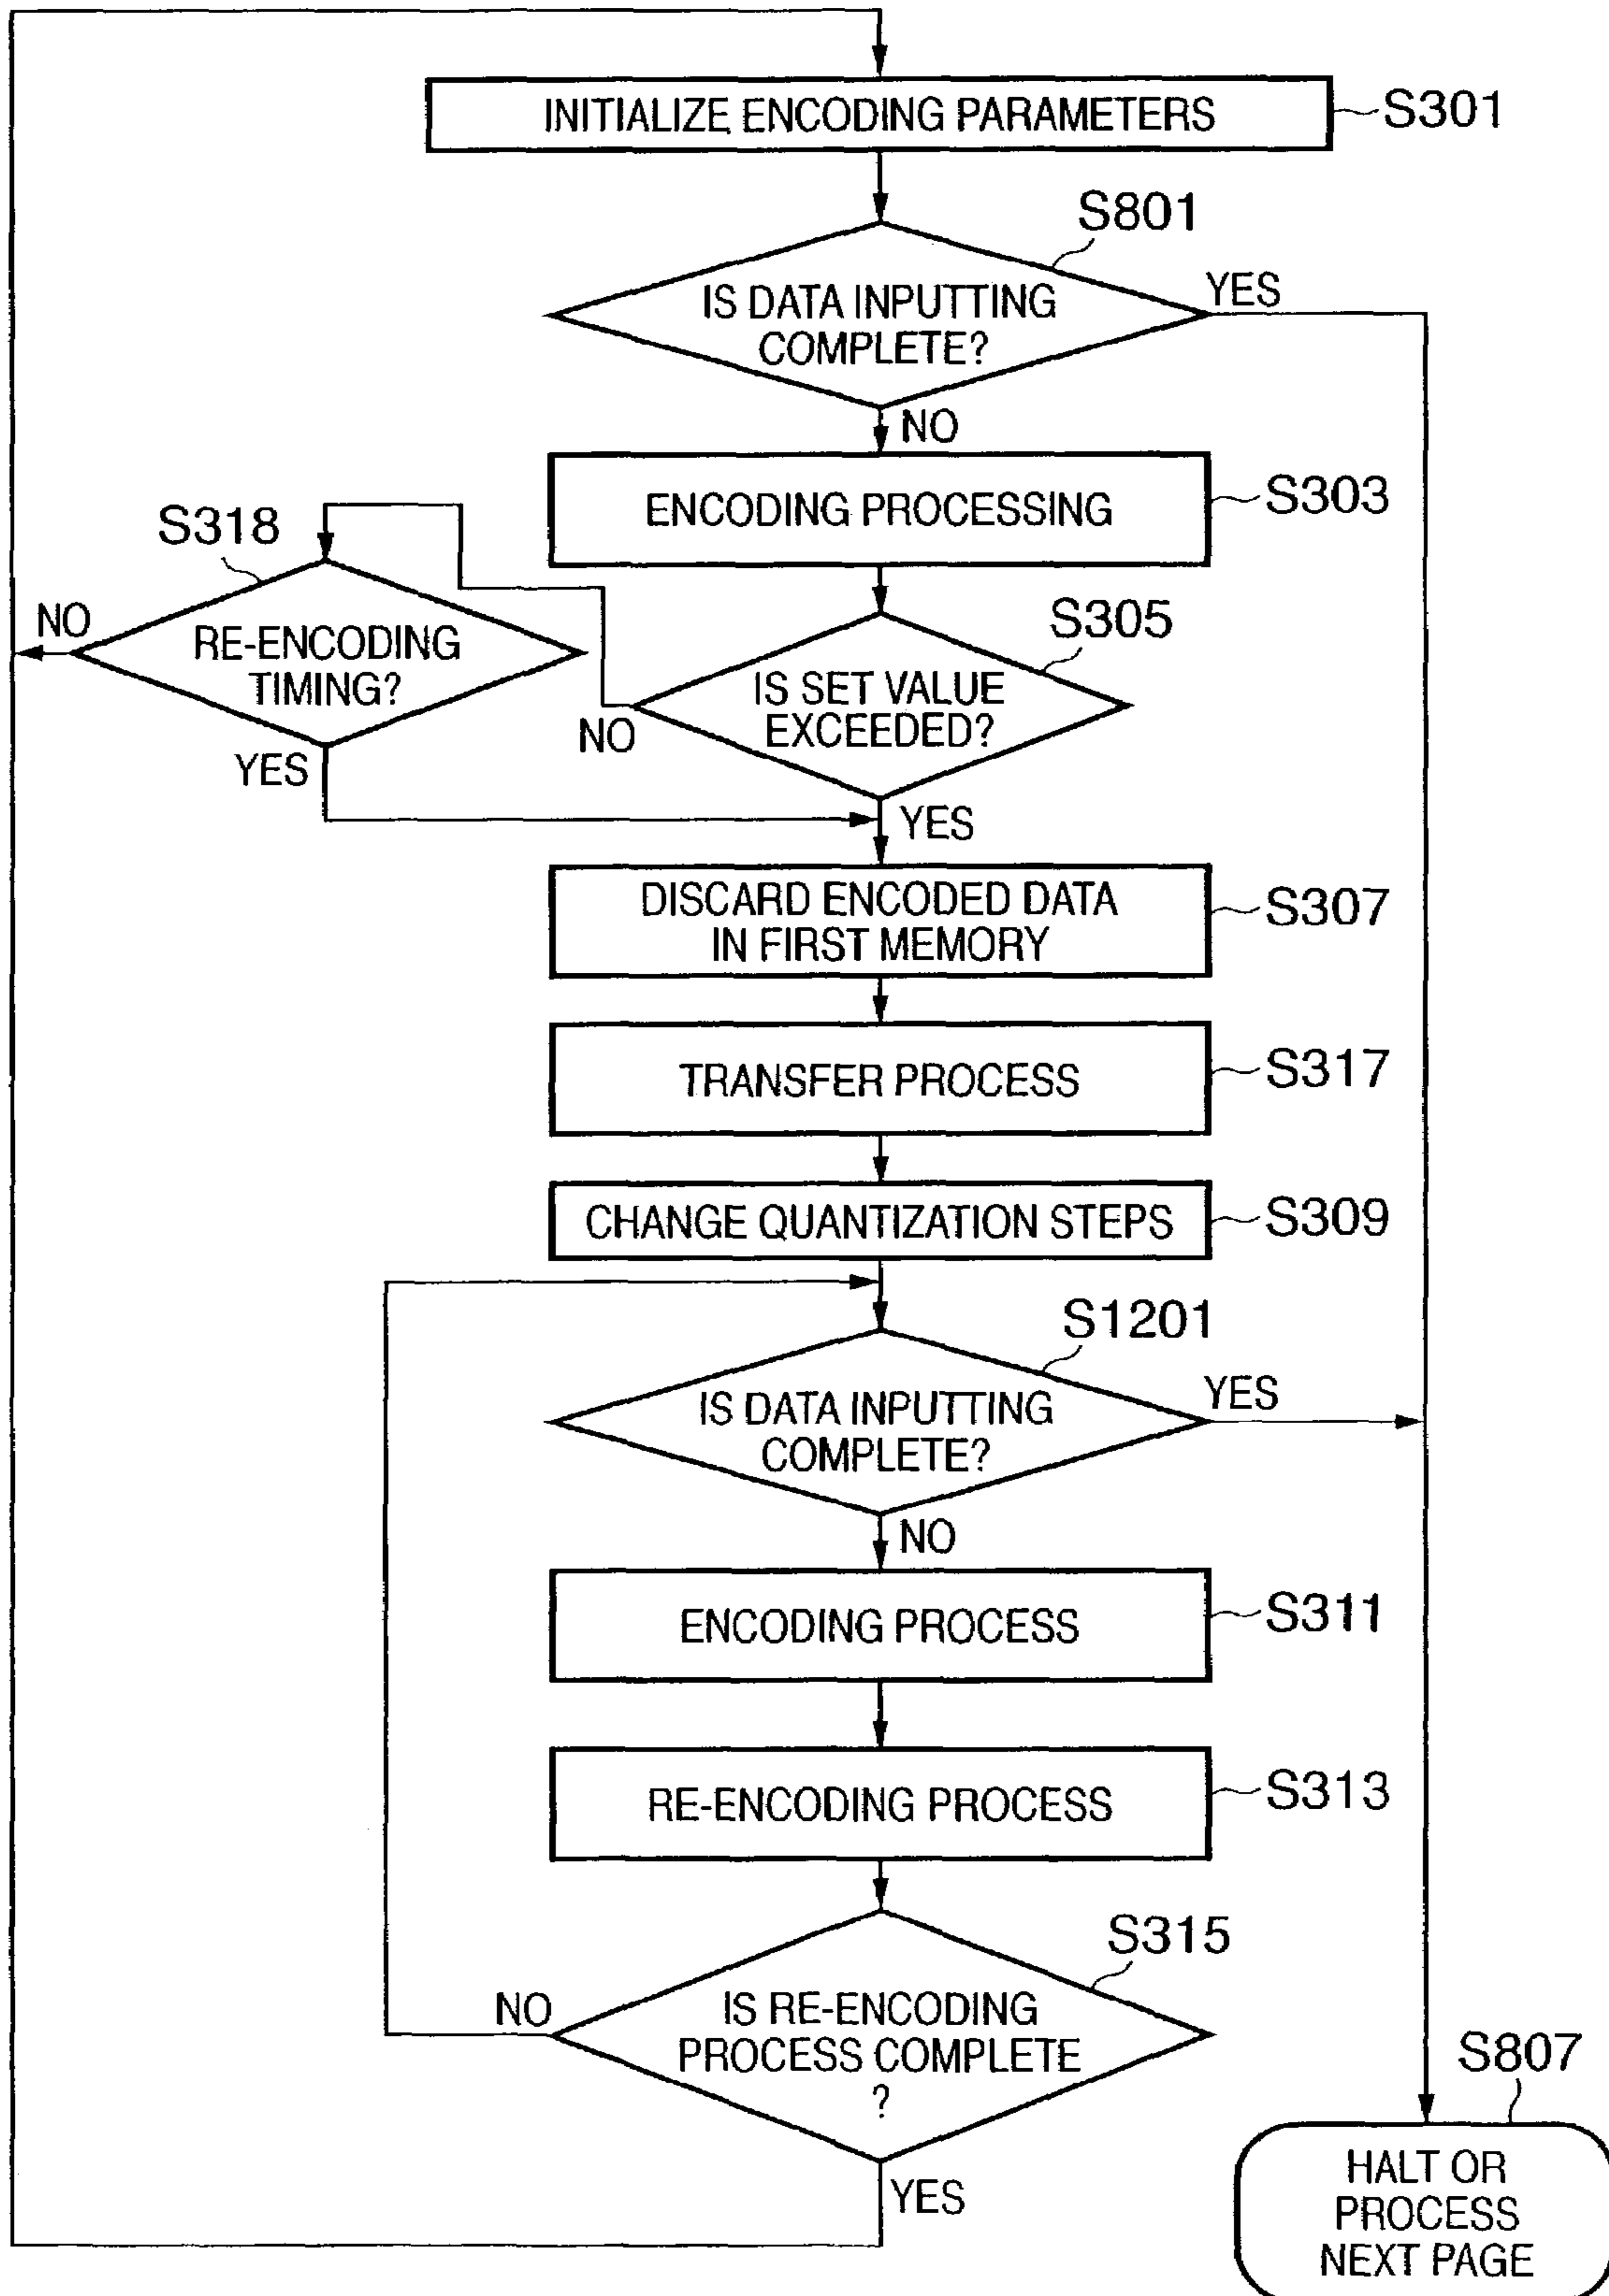 INITIALIZE ENCODING PARAMETERS
S301
S801
IS DATA INPUTTING
COMPLETE?
YES
NO
ENCODING PROCESSING
S303
S318
RE-ENCODING
TIMING?
NO
YES
S305
IS SET VALUE
EXCEEDED?
NO
YES
DISCARD ENCODED DATA
IN FIRST MEMORY
S307
TRANSFER PROCESS
S317
CHANGE QUANTIZATION STEPS
S309
S1201
IS DATA INPUTTING
COMPLETE?
YES
NO
ENCODING PROCESS
S311
RE-ENCODING PROCESS
S313
S315
IS RE-ENCODING
PROCESS COMPLETE
?
NO
YES
S807
HALT OR
PROCESS
NEXT PAGE